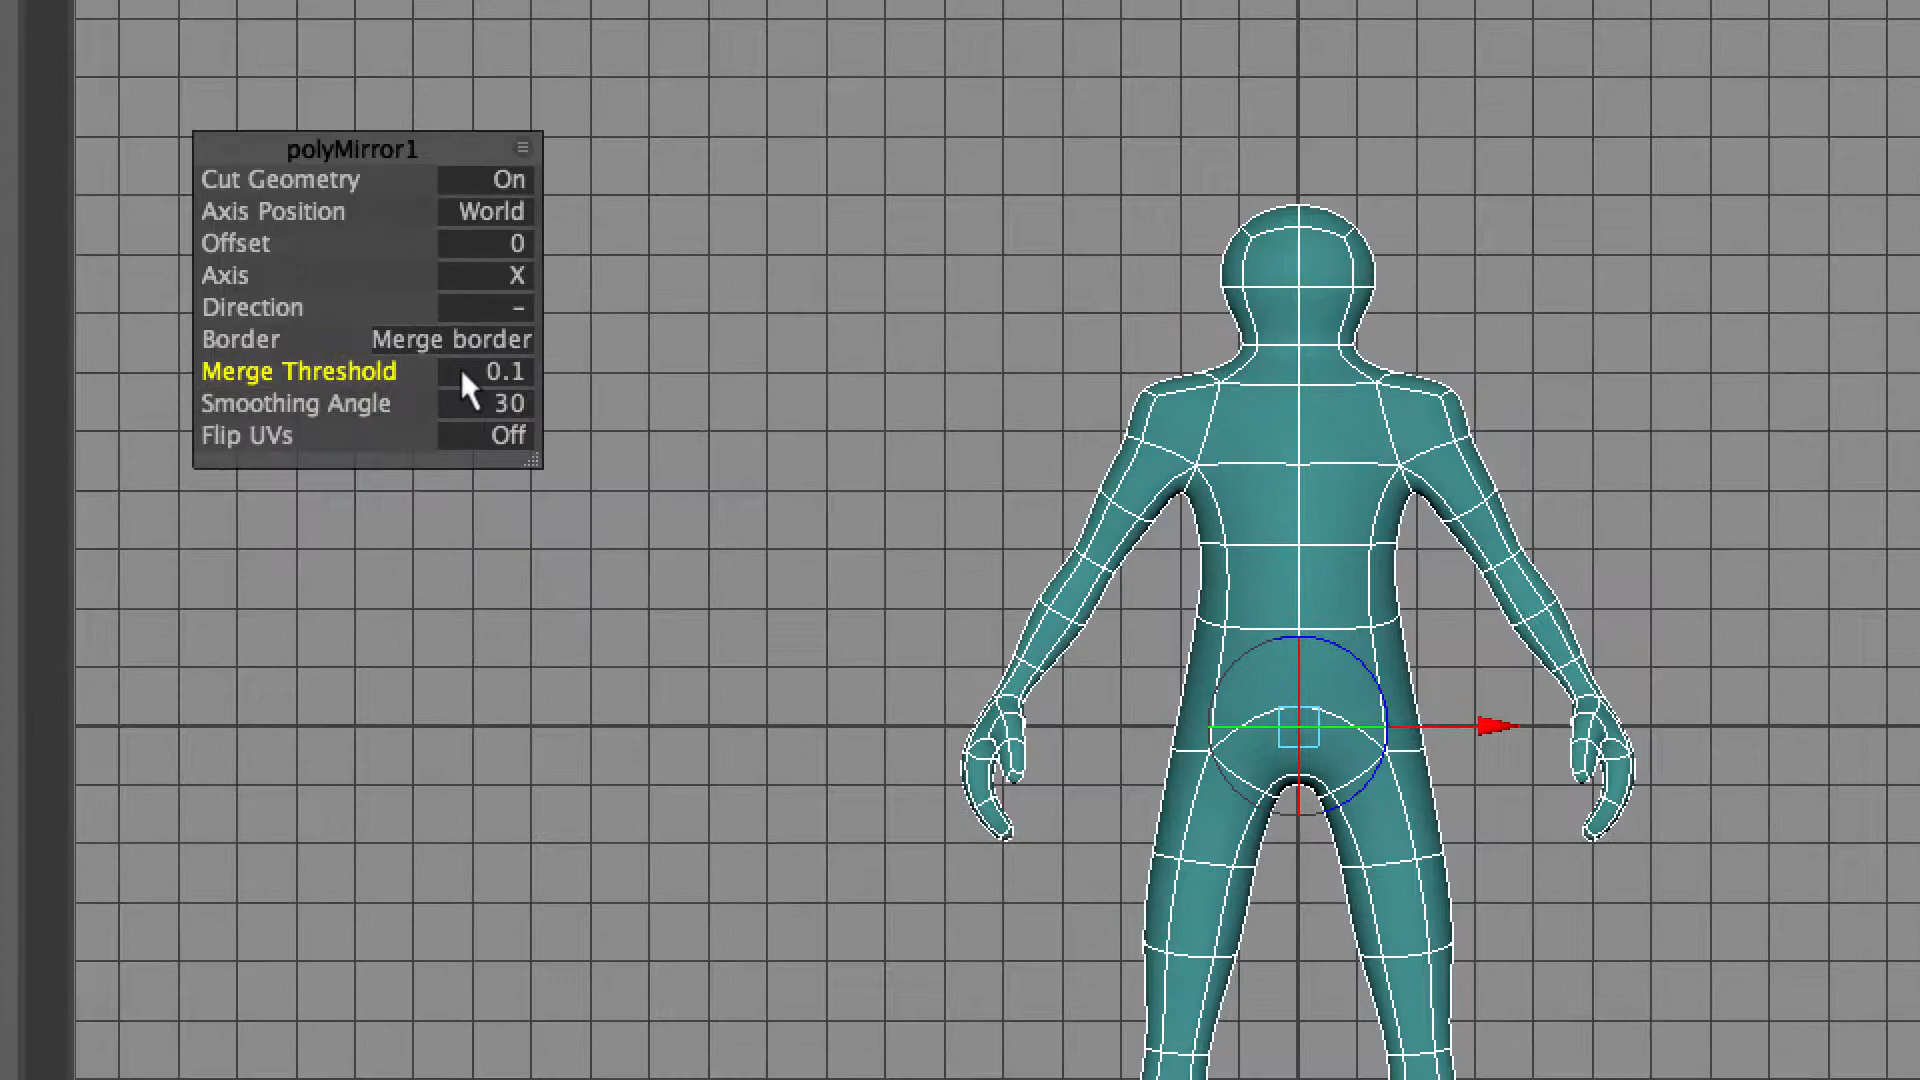 polyMirror1
Cut Geometry On
Axis Position World
Offset 0
Axis X
Direction –
Border Merge border
Merge Threshold 0.1
Smoothing Angle 30
Flip UVs Off